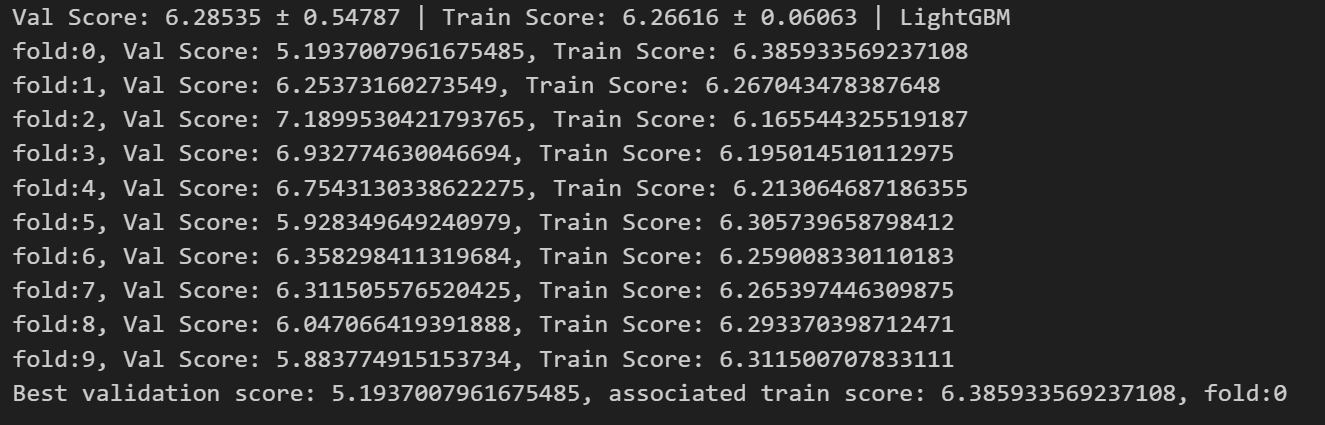 Val Score: 6.28535 ± 0.54787 | Train Score: 6.26616 ± 0.06063 | LightGBM
fold:0, Val Score: 5.1937007961675485, Train Score: 6.385933569237108
fold:1, Val Score: 6.25373160273549, Train Score: 6.267043478387648
fold:2, Val Score: 7.1899530421793765, Train Score: 6.165544325519187
fold:3, Val Score: 6.932774630046694, Train Score: 6.195014510112975
fold:4, Val Score: 6.7543130338622275, Train Score: 6.213064687186355
fold:5, Val Score: 5.928349649240979, Train Score: 6.305739658798412
fold:6, Val Score: 6.358298411319684, Train Score: 6.259008330110183
fold:7, Val Score: 6.311505576520425, Train Score: 6.265397446309875
fold:8, Val Score: 6.047066419391888, Train Score: 6.293370398712471
fold:9, Val Score: 5.883774915153734, Train Score: 6.311500707833111
Best validation score: 5.1937007961675485, associated train score: 6.385933569237108, fold:0